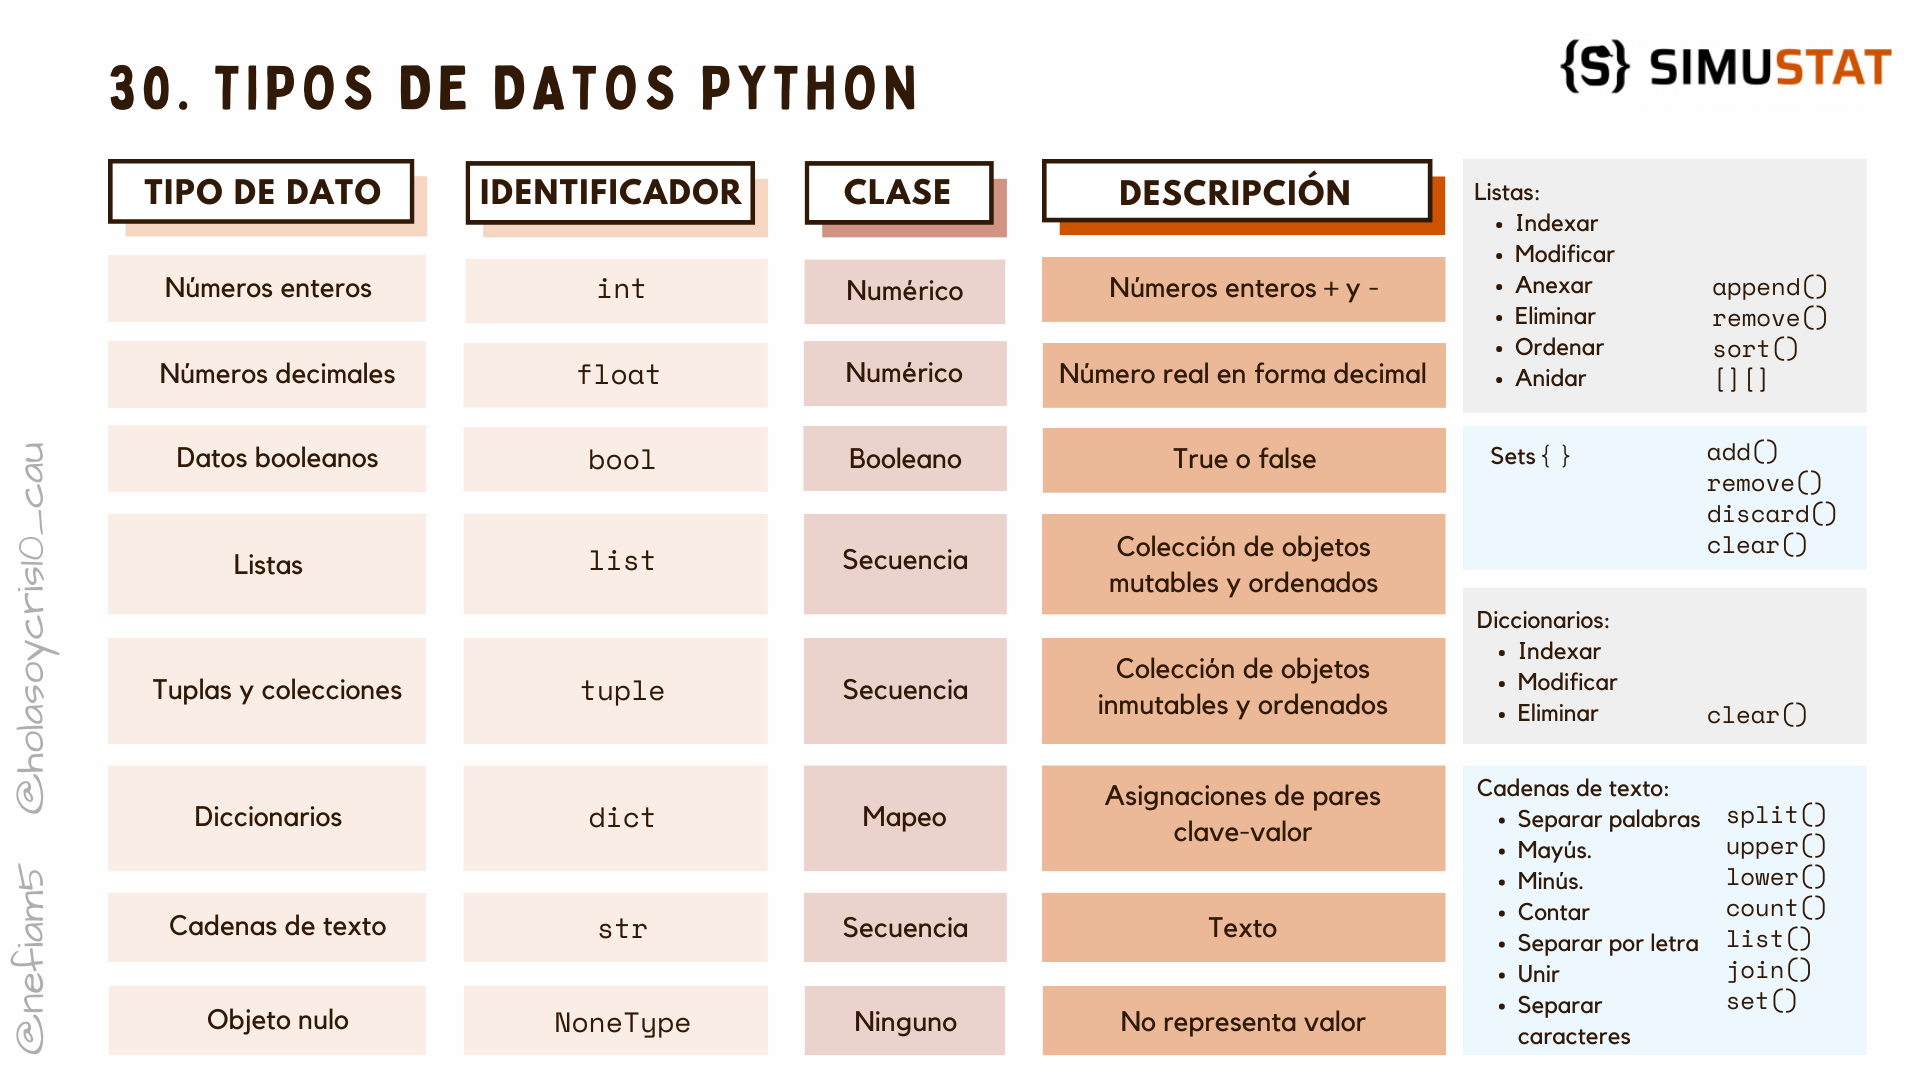 30. TIPOS DE DATOS PYTHON
{S} SIMUSTAT
TIPO DE DATO
IDENTIFICADOR
CLASE
DESCRIPCIÓN
Números enteros
int
Numérico
Números enteros + y -
Números decimales
float
Numérico
Número real en forma decimal
Datos booleanos
bool
Booleano
True o false
Listas
list
Secuencia
Colección de objetos
mutables y ordenados
Tuplas y colecciones
tuple
Secuencia
Colección de objetos
inmutables y ordenados
Diccionarios
dict
Mapeo
Asignaciones de pares
clave-valor
Cadenas de texto
str
Secuencia
Texto
Objeto nulo
NoneType
Ninguno
No representa valor
Listas:
• Indexar
• Modificar
• Anexar append()
• Eliminar remove()
• Ordenar sort()
• Anidar [][]
Sets { } add()
remove()
discard()
clear()
Diccionarios:
• Indexar
• Modificar
• Eliminar clear()
Cadenas de texto:
• Separar palabras split()
• Mayús. upper()
• Minús. lower()
• Contar count()
• Separar por letra list()
• Unir join()
• Separar set()
caracteres
@nefiam5 @holasoycris10_cau